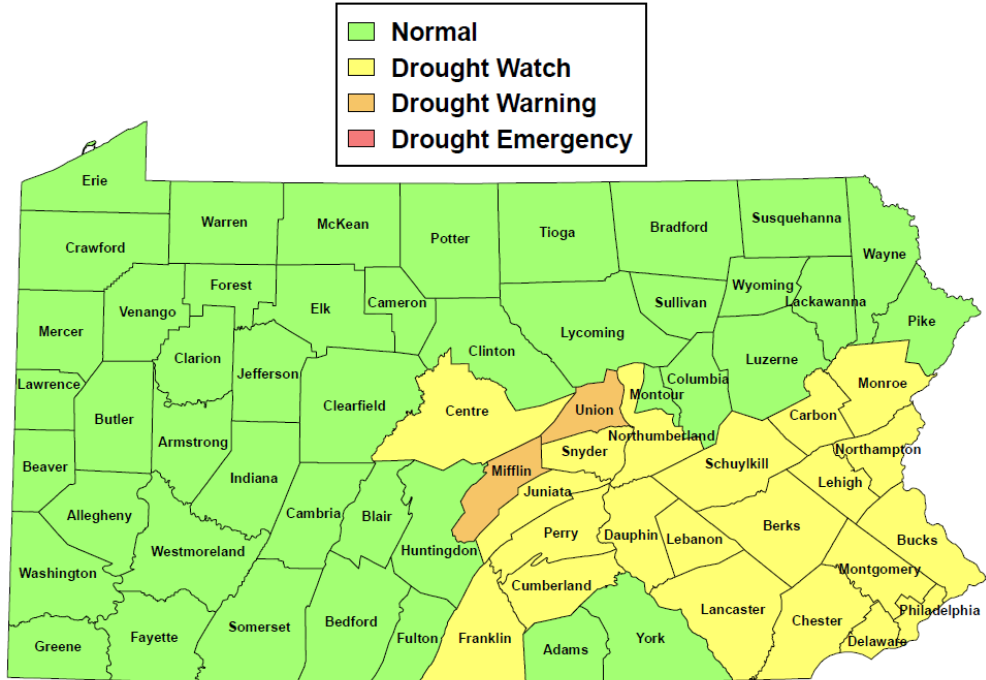 Normal
Drought Watch
Drought Warning
Drought Emergency
Erie
Warren
McKean
Potter
Tioga
Bradford
Susquehanna
Wayne
Crawford
Forest
Elk
Cameron
Sullivan
Wyoming
Lackawanna
Pike
Mercer
Venango
Lycoming
Clinton
Luzerne
Clarion
Jefferson
Columbia
Montour
Monroe
Lawrence
Butler
Clearfield
Centre
Union
Carbon
Armstrong
Northumberland
Snyder
Northampton
Beaver
Indiana
Mifflin
Schuylkill
Lehigh
Juniata
Allegheny
Cambria
Blair
Berks
Perry
Dauphin
Lebanon
Bucks
Westmoreland
Huntingdon
Washington
Montgomery
Cumberland
Lancaster
Philadelphia
Greene
Fayette
Somerset
Bedford
Fulton
Franklin
Adams
York
Chester
Delaware